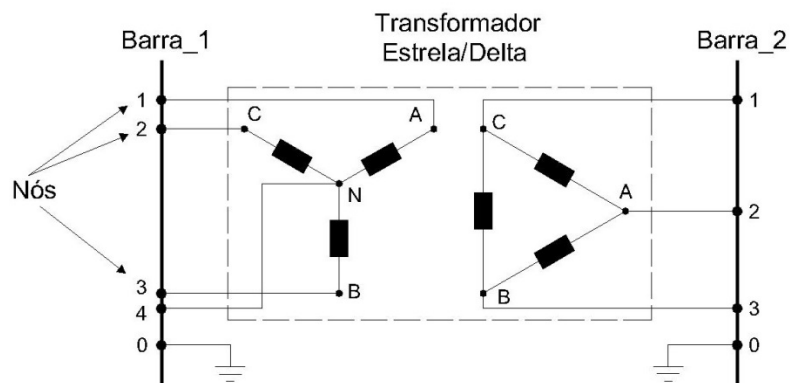 Transformador
Estrela/Delta
Barra_1
Barra_2
1
C
A
C
1
2
Nós
N
A
2
3
B
B
3
4
0
0